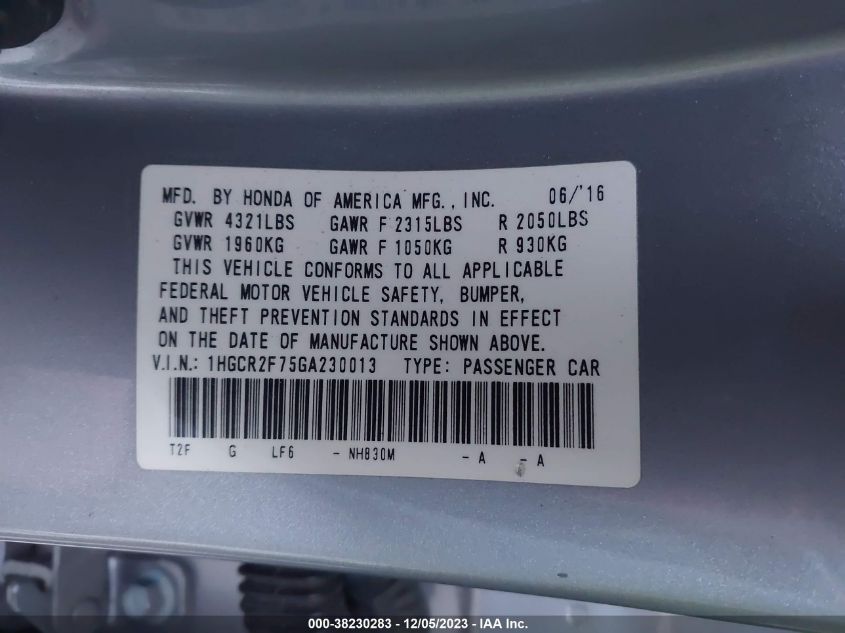 MFD. BY HONDA OF AMERICA MFG., INC. 06/'16
GVWR 4321LBS GAWR F 2315LBS R 2050LBS
GVWR 1960KG GAWR F 1050KG R 930KG
THIS VEHICLE CONFORMS TO ALL APPLICABLE
FEDERAL MOTOR VEHICLE SAFETY, BUMPER,
AND THEFT PREVENTION STANDARDS IN EFFECT
ON THE DATE OF MANUFACTURE SHOWN ABOVE.
V.I.N.: 1HGCR2F75GA230013 TYPE: PASSENGER CAR
T2F G LF6 - NH830M - A - A
000-38230283 - 12/05/2023 - IAA Inc.